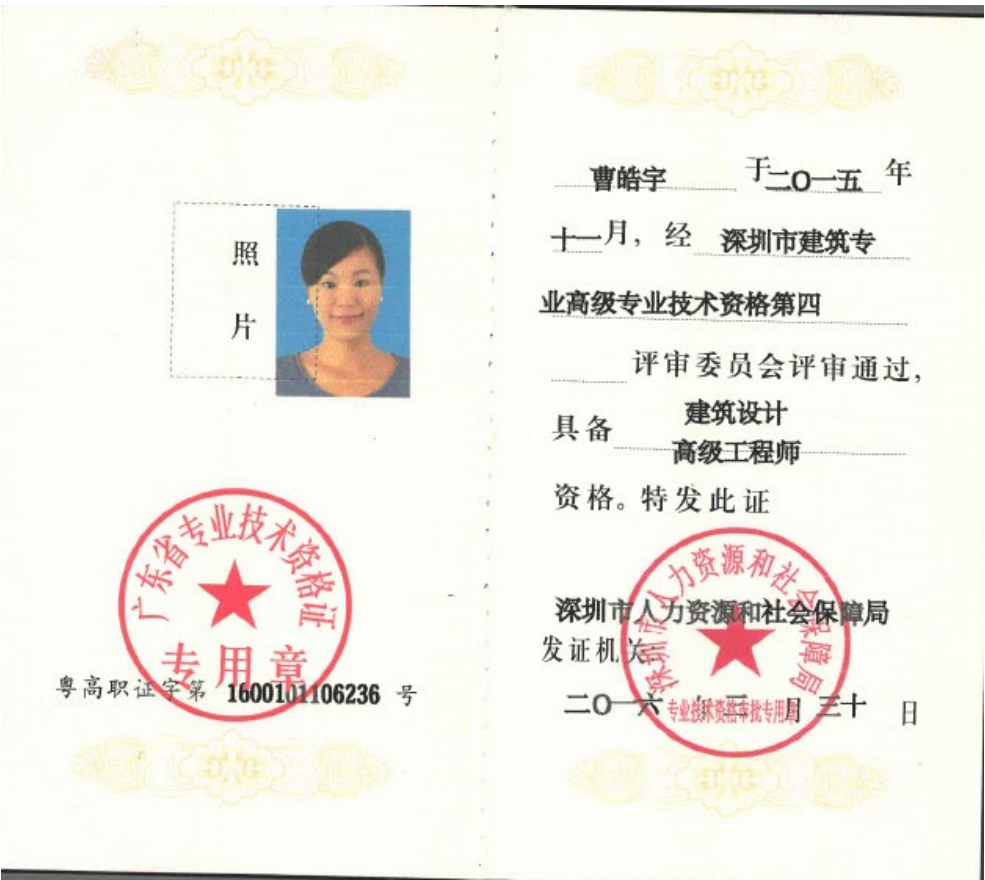 照
片
广东省专业技术资格证
专用章
粤高职证字第 1600101106236 号
曹皓宇 于二O一五 年
十一月，经 深圳市建筑专
业高级专业技术资格第四
评审委员会评审通过，
具备 建筑设计
高级工程师
资格。特发此证
深圳市人力资源和社会保障局
深圳市人力资源和社会保障局
发证机关
二O一六 年 三 月 三十 日
专业技术资格审批专用章